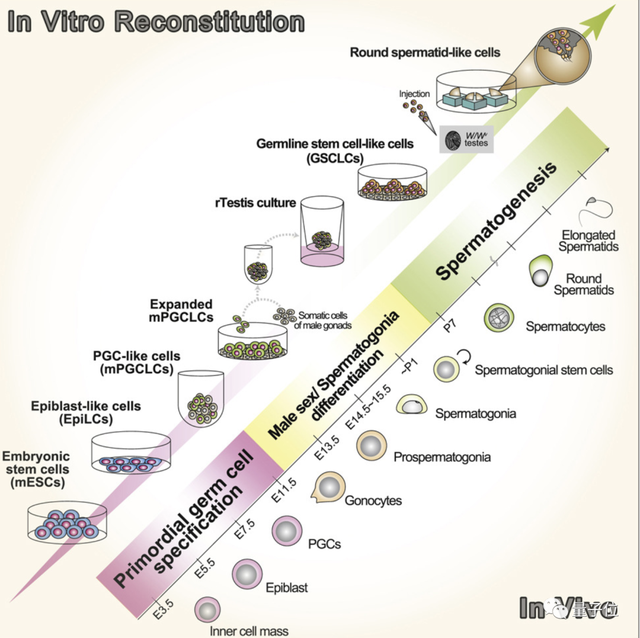 In Vitro Reconstitution
Round spermatid-like cells
Injection
W/Wᵛ
testes
Germline stem cell-like cells
(GSCLCs)
rTestis culture
Expanded
mPGCLCs
Somatic cells
of male gonads
PGC-like cells
(mPGCLCs)
Epiblast-like cells
(EpiLCs)
Embryonic
stem cells
(mESCs)
Primordial germ cell
specification
Male sex/ Spermatogonia
differentiation
Spermatogenesis
E3.5
E5.5
E7.5
E11.5
E13.5
E14.5~15.5
~P1
P7
Inner cell mass
Epiblast
PGCs
Gonocytes
Prospermatogonia
Spermatogonia
Spermatogonial stem cells
Spermatocytes
Round
Spermatids
Elongated
Spermatids
In Vivo
量子位